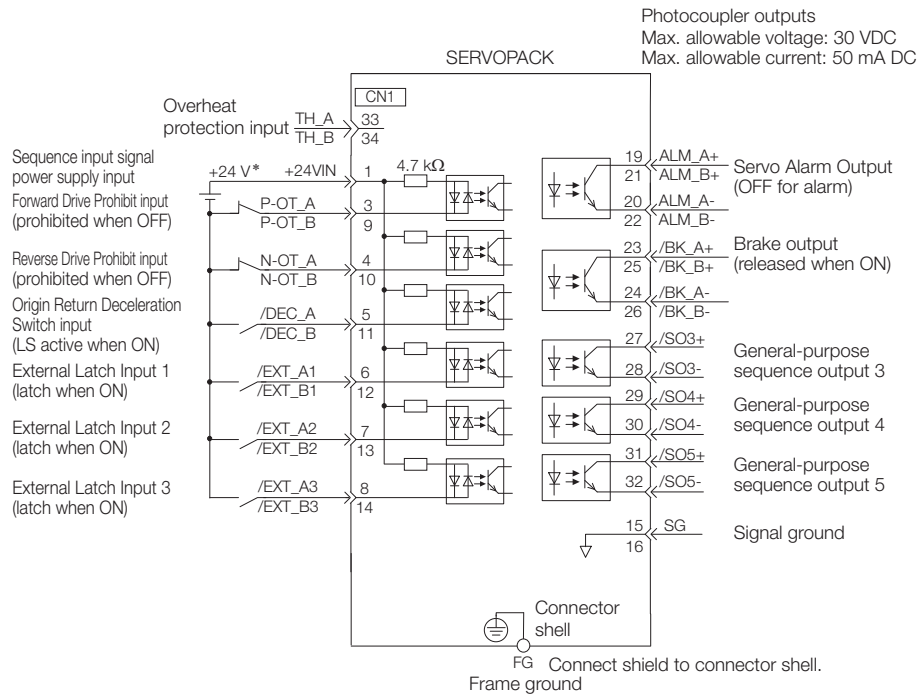 Photocoupler outputs
Max. allowable voltage: 30 VDC
Max. allowable current: 50 mA DC
SERVOPACK
CN1
Overheat
protection input
TH_A
TH_B
33
34
Sequence input signal
power supply input
+24 V*
+24VIN
1
4.7 kΩ
Forward Drive Prohibit input
(prohibited when OFF)
P-OT_A
P-OT_B
3
9
Reverse Drive Prohibit input
(prohibited when OFF)
N-OT_A
N-OT_B
4
10
Origin Return Deceleration
Switch input
(LS active when ON)
/DEC_A
/DEC_B
5
11
External Latch Input 1
(latch when ON)
/EXT_A1
/EXT_B1
6
12
External Latch Input 2
(latch when ON)
/EXT_A2
/EXT_B2
7
13
External Latch Input 3
(latch when ON)
/EXT_A3
/EXT_B3
8
14
19
21
ALM_A+
ALM_B+
20
22
ALM_A-
ALM_B-
Servo Alarm Output
(OFF for alarm)
23
25
/BK_A+
/BK_B+
24
26
/BK_A-
/BK_B-
Brake output
(released when ON)
27
/SO3+
28
/SO3-
General-purpose
sequence output 3
29
/SO4+
30
/SO4-
General-purpose
sequence output 4
31
/SO5+
32
/SO5-
General-purpose
sequence output 5
15
16
SG
Signal ground
Connector
shell
FG
Connect shield to connector shell.
Frame ground